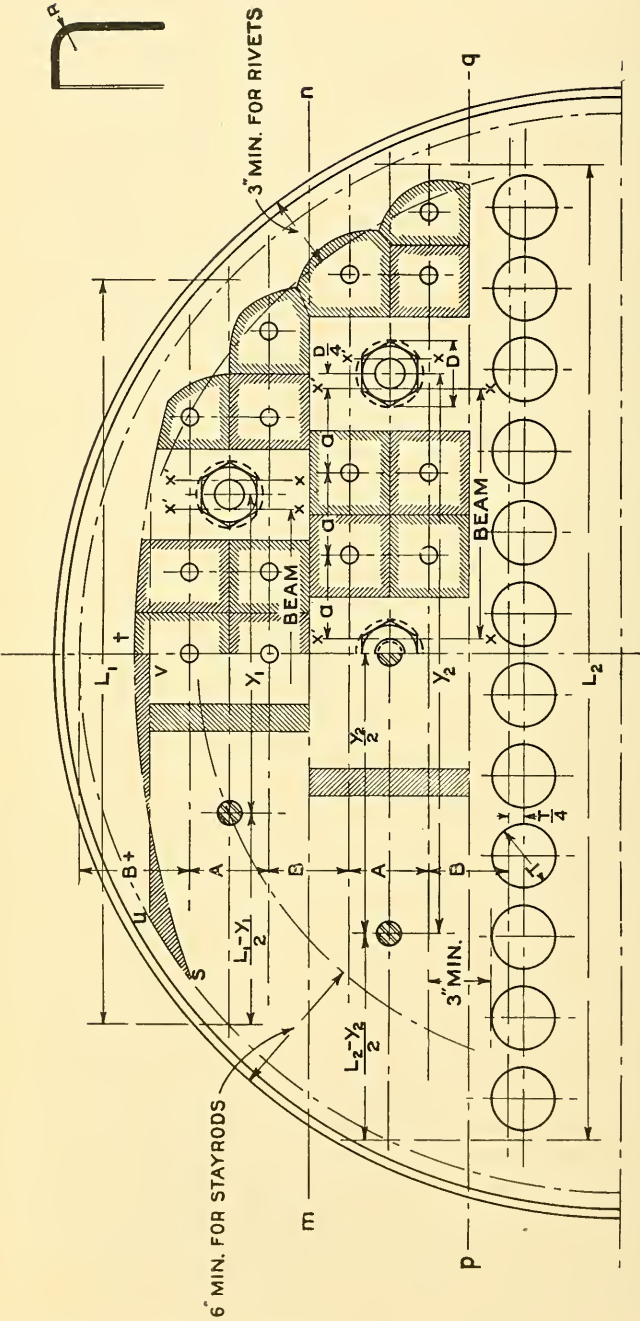 R
3" MIN. FOR RIVETS
n
q
L₁
D/4
x x'
D
x x
x' x'
x x
t
v
BEAM
a
a
a
x'
x
BEAM
y₁
y₂/2
y₂
L₂
B+
u
s
A
B
A
B
T/4
T
L₁-y₁/2
L₂-y₂/2
3" MIN.
6" MIN. FOR STAYRODS
m
p